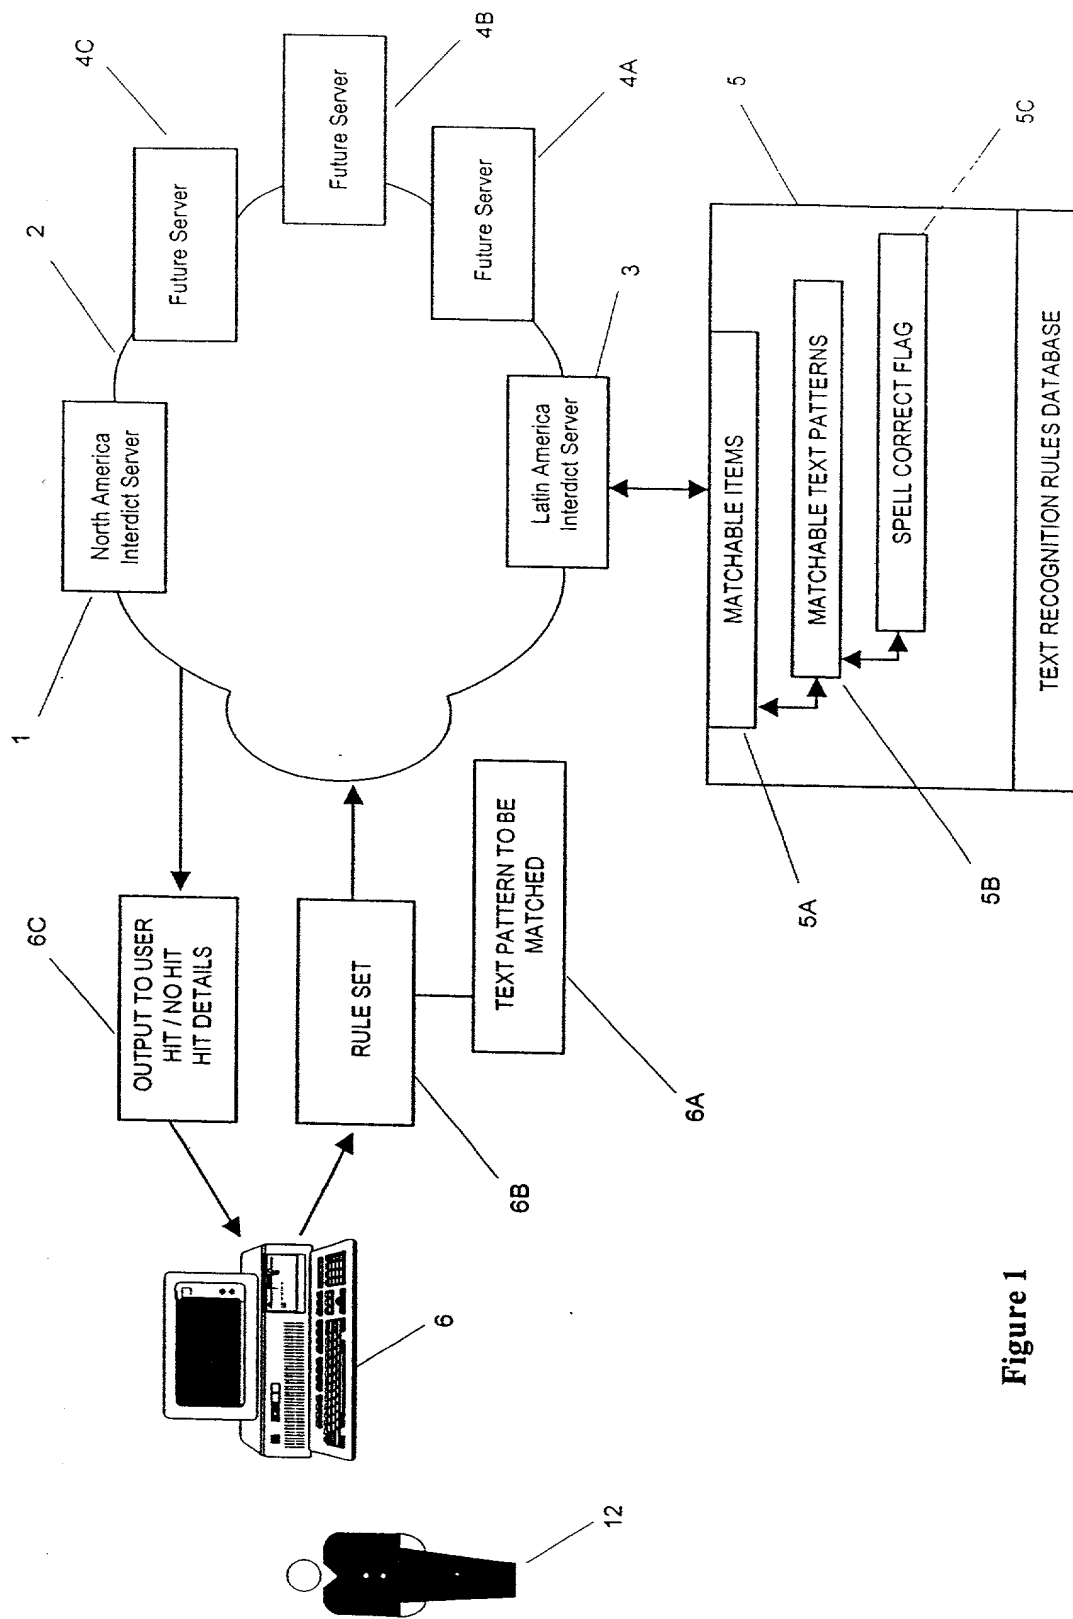 1
2
4C
4B
4A
North America
Interdict Server
Future Server
Future Server
Future Server
6C
OUTPUT TO USER
HIT / NO HIT
HIT DETAILS
RULE SET
6B
TEXT PATTERN TO BE
MATCHED
6A
Latin America
Interdict Server
3
6
12
5
5C
MATCHABLE ITEMS
MATCHABLE TEXT PATTERNS
SPELL CORRECT FLAG
5A
5B
TEXT RECOGNITION RULES DATABASE
Figure 1